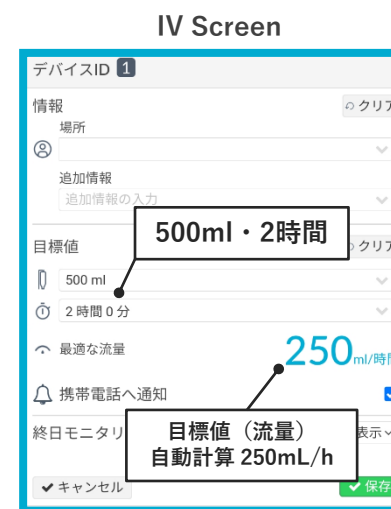 IV Screen
デバイスID 1
情報
クリア
場所
追加情報
追加情報の入力
500ml・2時間
目標値
クリア
500 ml
2 時間 0 分
最適な流量
250 ml/時間
携帯電話へ通知
終日モニタリ
表示
目標値（流量）
自動計算 250mL/h
キャンセル
保存